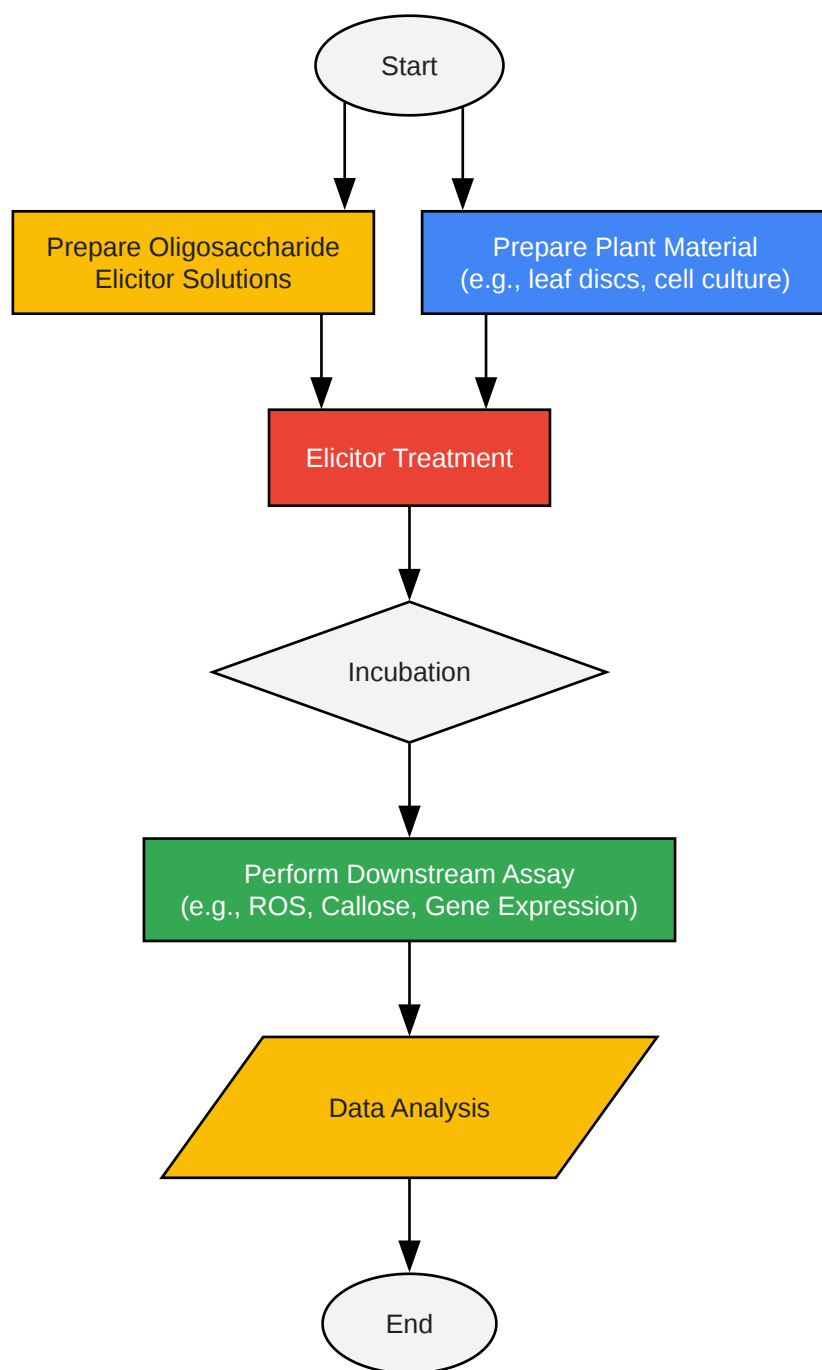 Start
Prepare Oligosaccharide
Elicitor Solutions
Prepare Plant Material
(e.g., leaf discs, cell culture)
Elicitor Treatment
Incubation
Perform Downstream Assay
(e.g., ROS, Callose, Gene Expression)
Data Analysis
End